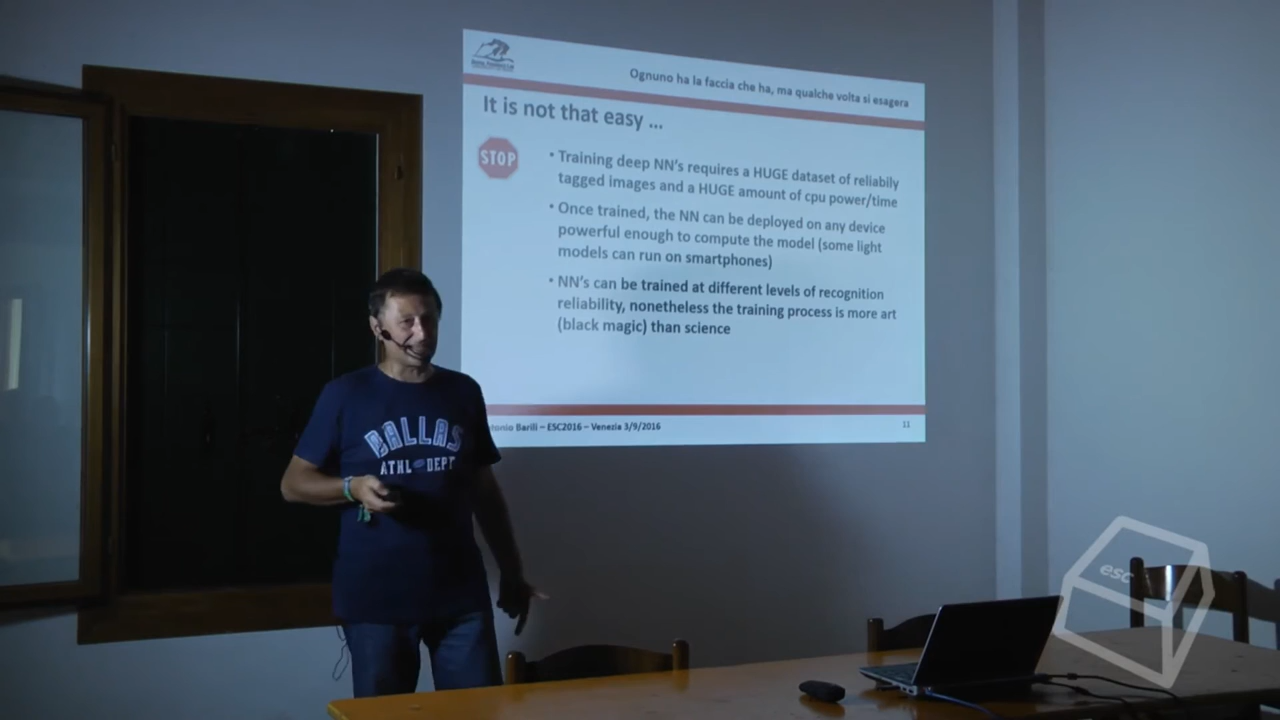 Ognuno ha la faccia che ha, ma qualche volta si esagera
It is not that easy ...
STOP
• Training deep NN's requires a HUGE dataset of reliabily
tagged images and a HUGE amount of cpu power/time
• Once trained, the NN can be deployed on any device
powerful enough to compute the model (some light
models can run on smartphones)
• NN's can be trained at different levels of recognition
reliability, nonetheless the training process is more art
(black magic) than science
tonio Barili – ESC2016 – Venezia 3/9/2016
11
DALLAS
ATHL DEPT
esc